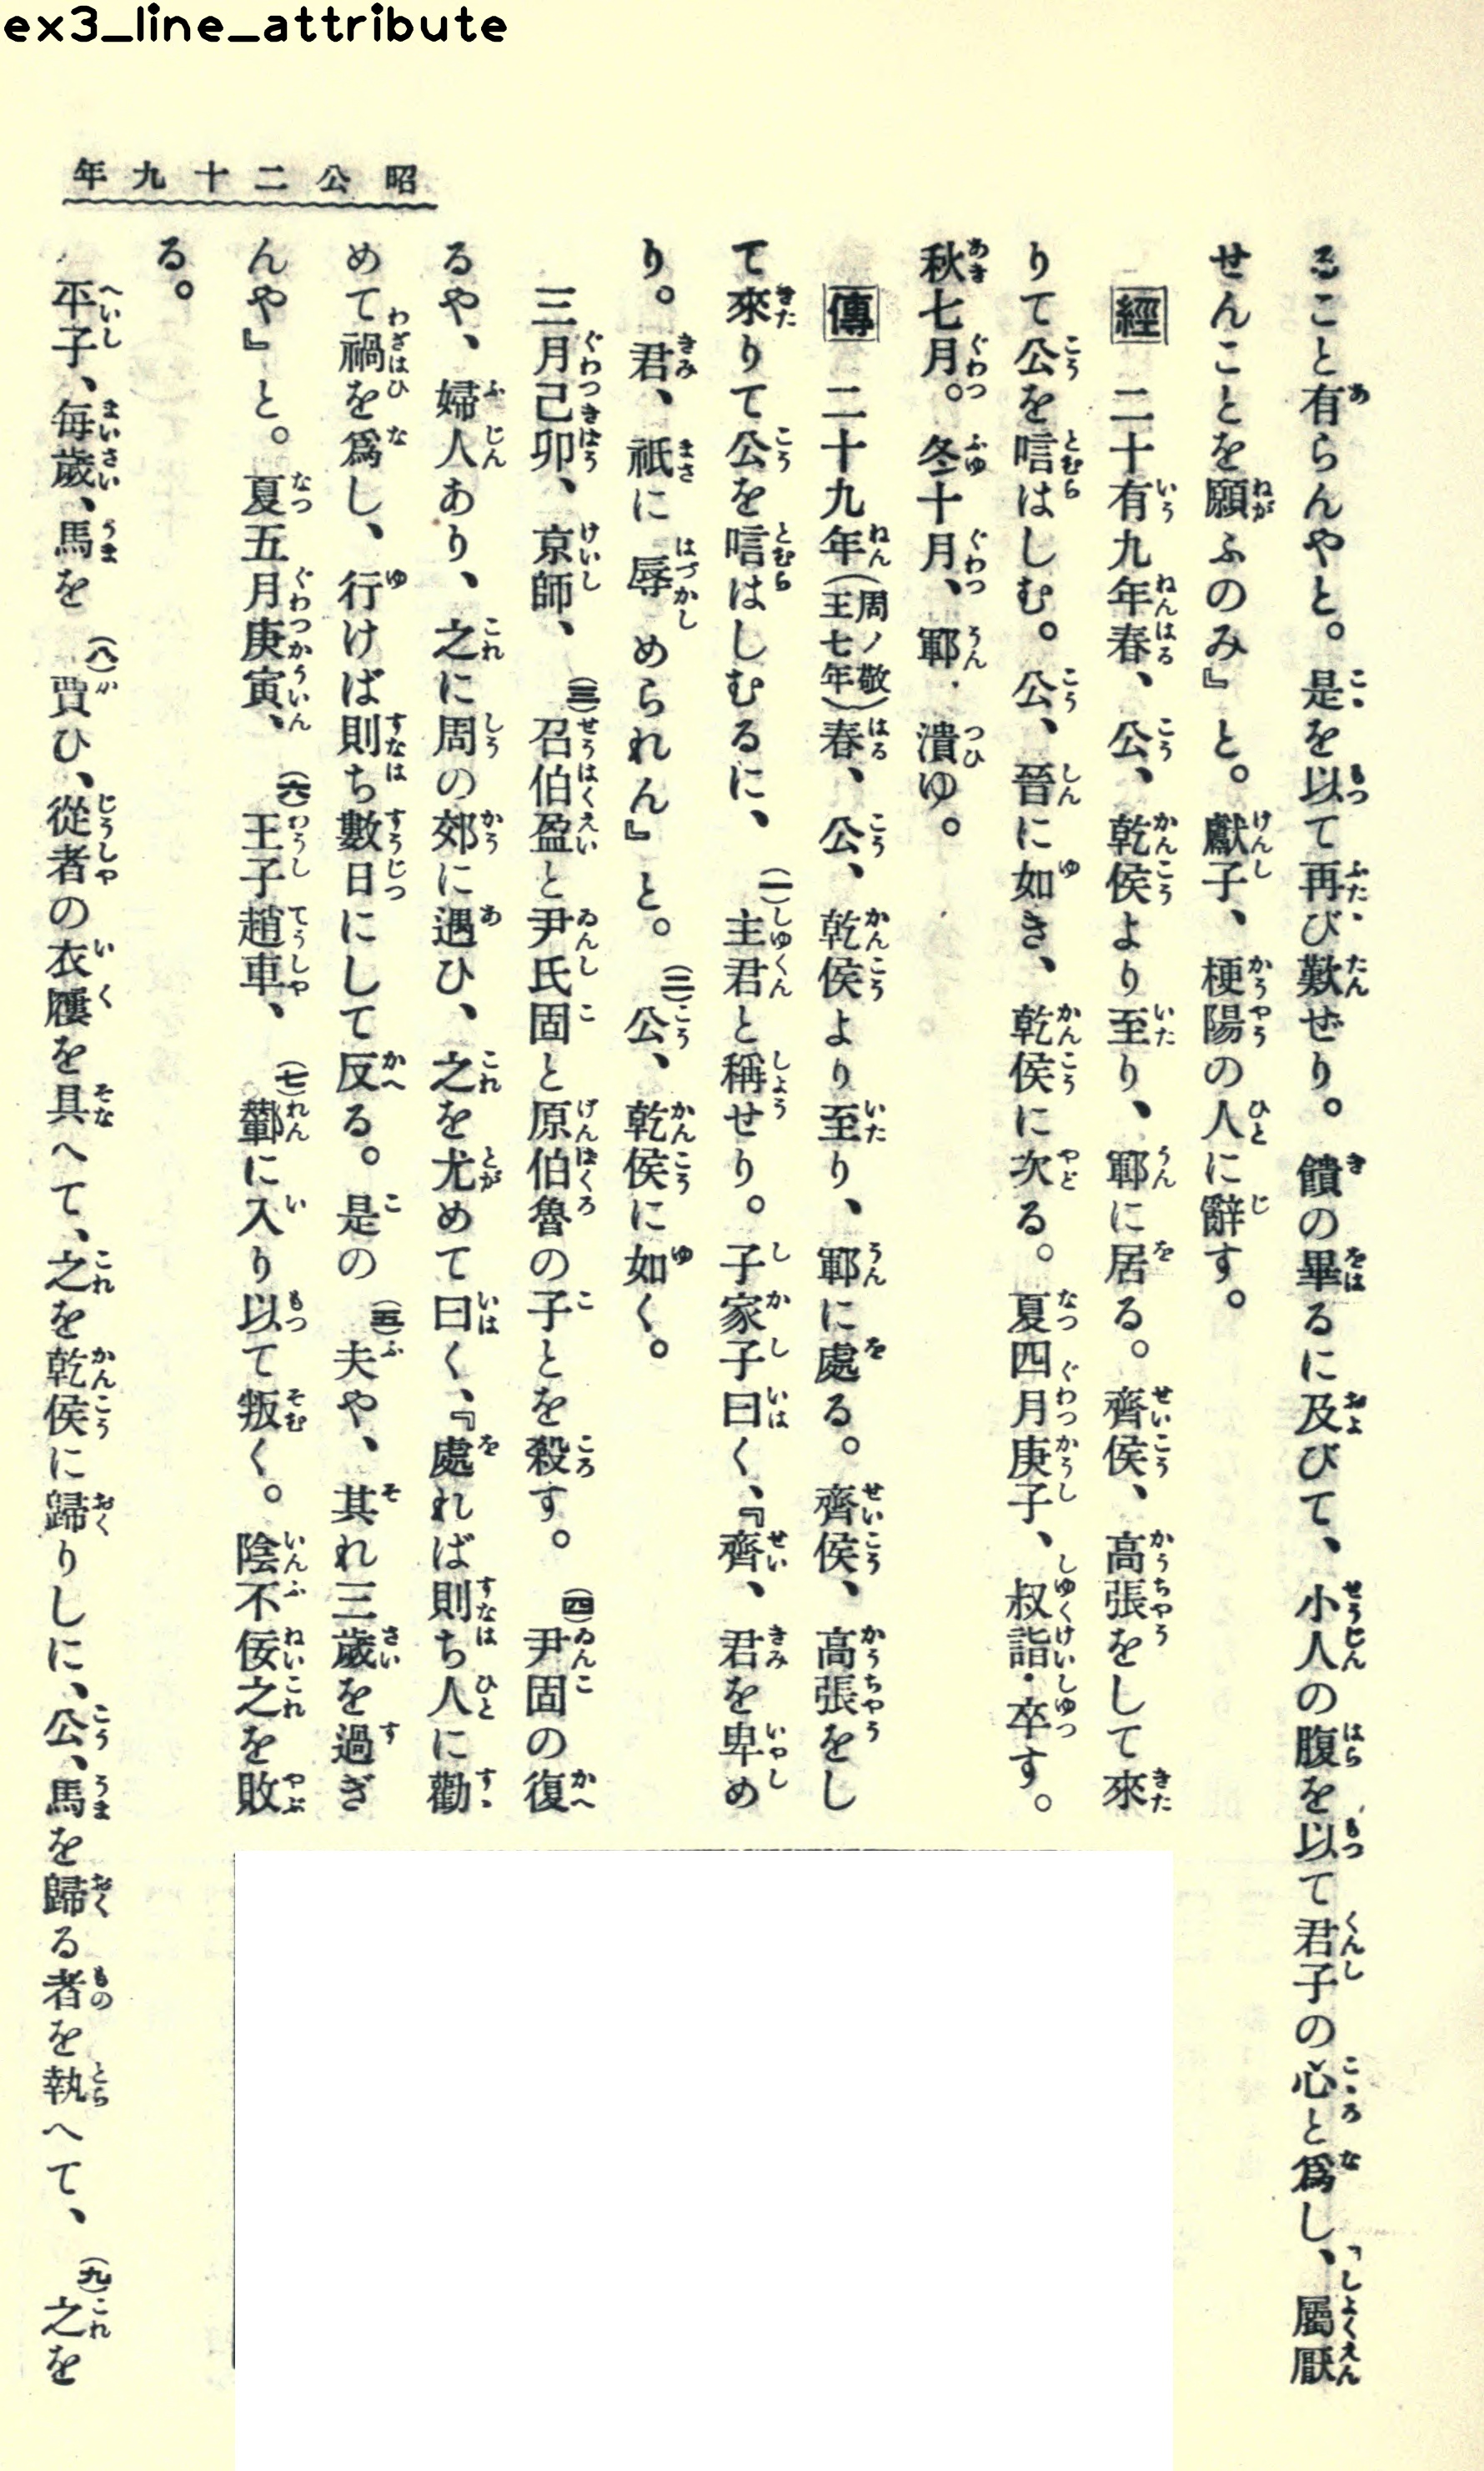 ex3_line_attribute
昭公二十九年
ること有らんやと。是を以て再び歎ぜり。饋の畢るに及びて、小人の腹を以て君子の心と爲し、「屬厭
せんことを願ふのみ』と。獻子、梗陽の人に辭す。
經 二十有九年春、公、乾侯より至り、鄆に居る。齊侯、高張をして來
りて公を唁はしむ。公、晉に如き、乾侯に次る。夏四月庚子、叔詣・卒す。
秋七月。冬十月、鄆・潰ゆ。
傳 二十九年(周ノ敬王七年)春、公、乾侯より至り、鄆に處る。齊侯、高張をし
て來りて公を唁はしむるに、(一)主君と稱せり。子家子曰く、『齊、君を卑め
り。君、祇に辱められん』と。(二)公、乾侯に如く。
三月己卯、京師、(三)召伯盈と尹氏固と原伯魯の子とを殺す。(四)尹固の復
るや、婦人あり、之に周の郊に遇ひ、之を尤めて曰く、『處れば則ち人に勸
めて禍を爲し、行けば則ち數日にして反る。是の(五)夫や、其れ三歲を過ぎ
んや』と。夏五月庚寅、(六)王子趙車、(七)鄻に入り以て叛く。陰不佞之を敗
る。
平子、每歲、馬を(八)賈ひ、從者の衣屨を具へて、之を乾侯に歸りしに、公、馬を歸る者を執へて、(九)之を